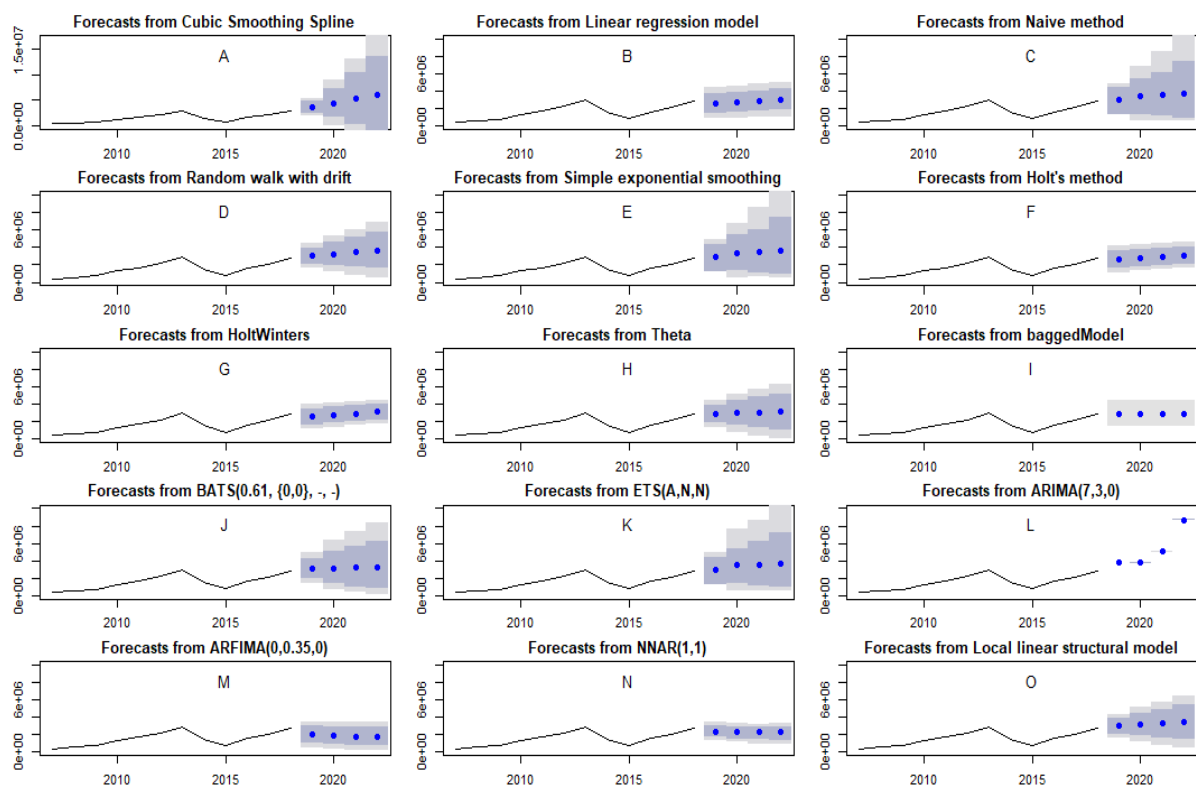 Forecasts from Cubic Smoothing Spline
A
0.0e+00 1.5e+07
2010 2015 2020
Forecasts from Linear regression model
B
0e+00 6e+06
2010 2015 2020
Forecasts from Naive method
C
0e+00 6e+06
2010 2015 2020
Forecasts from Random walk with drift
D
0e+00 6e+06
2010 2015 2020
Forecasts from Simple exponential smoothing
E
0e+00 6e+06
2010 2015 2020
Forecasts from Holt's method
F
0e+00 6e+06
2010 2015 2020
Forecasts from HoltWinters
G
0e+00 6e+06
2010 2015 2020
Forecasts from Theta
H
0e+00 6e+06
2010 2015 2020
Forecasts from baggedModel
I
0e+00 6e+06
2010 2015 2020
Forecasts from BATS(0.61, {0,0}, -, -)
J
0e+00 6e+06
2010 2015 2020
Forecasts from ETS(A,N,N)
K
0e+00 6e+06
2010 2015 2020
Forecasts from ARIMA(7,3,0)
L
0e+00 6e+06
2010 2015 2020
Forecasts from ARFIMA(0,0.35,0)
M
0e+00 6e+06
2010 2015 2020
Forecasts from NNAR(1,1)
N
0e+00 6e+06
2010 2015 2020
Forecasts from Local linear structural model
O
0e+00 6e+06
2010 2015 2020